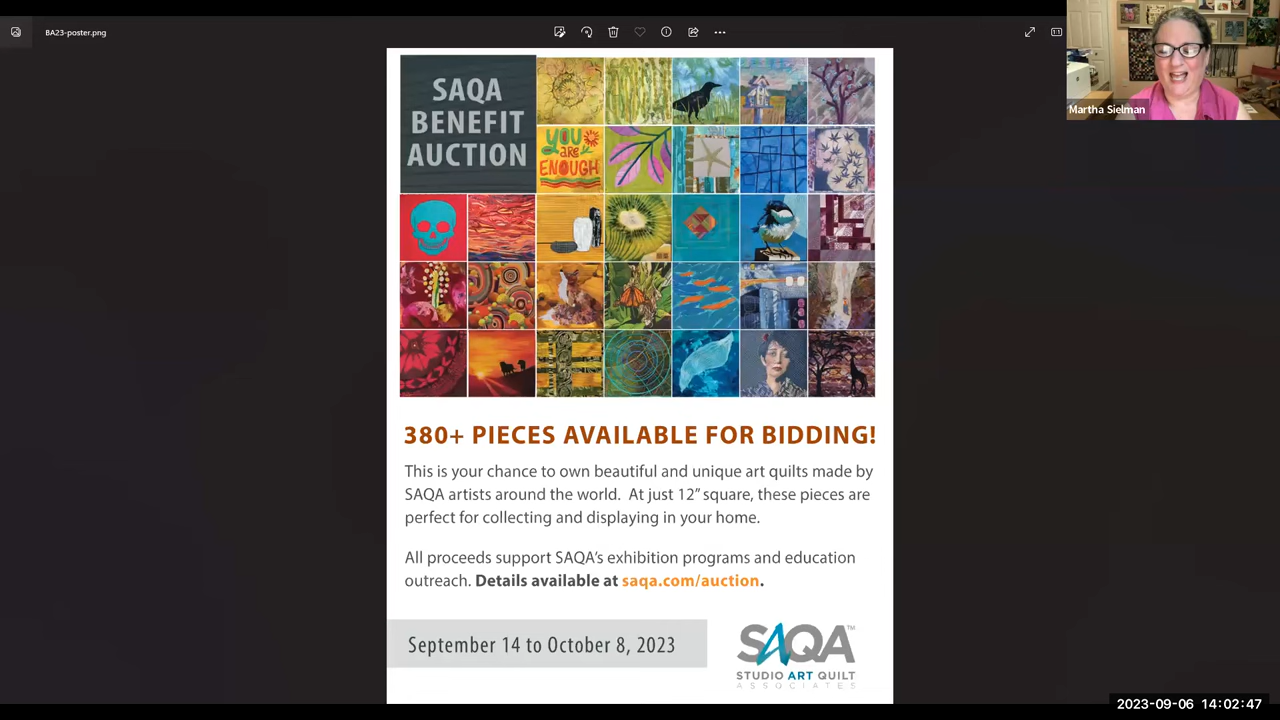 BA23-poster.png
Martha Sielman
SAQA
BENEFIT
AUCTION
YOU
are
ENOUGH
380+ PIECES AVAILABLE FOR BIDDING!
This is your chance to own beautiful and unique art quilts made by
SAQA artists around the world. At just 12” square, these pieces are
perfect for collecting and displaying in your home.
All proceeds support SAQA’s exhibition programs and education
outreach. Details available at saqa.com/auction.
September 14 to October 8, 2023
SAQA™
STUDIO ART QUILT
ASSOCIATES
2023-09-06 14:02:47